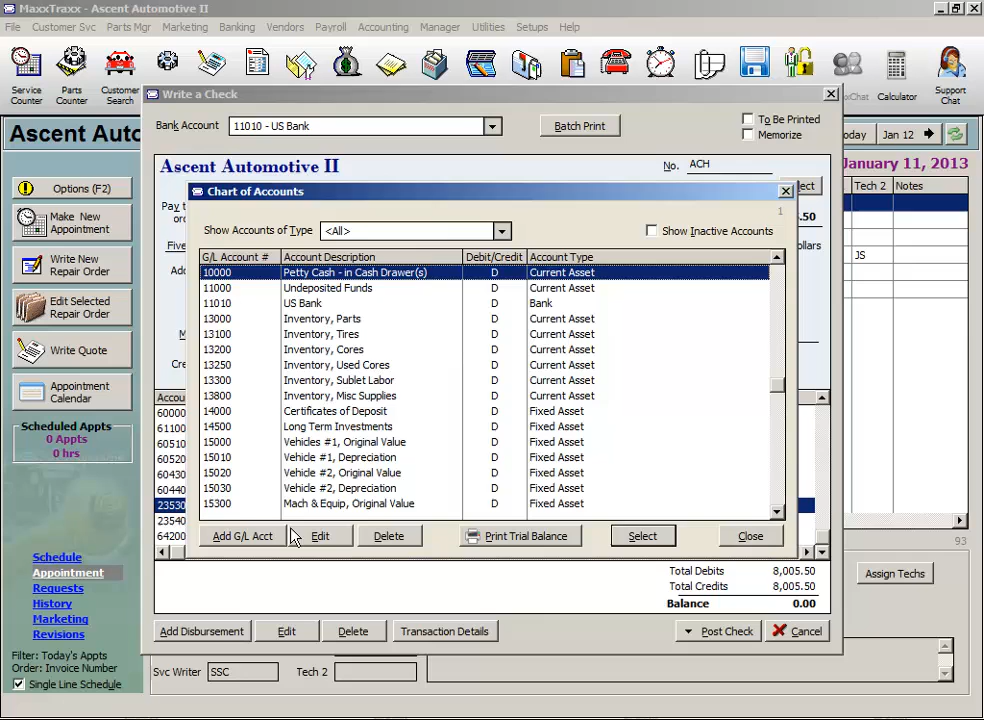 MaxxTraxx - Ascent Automotive II
File Customer Svc Parts Mgr Marketing Banking Vendors Payroll Accounting Manager Utilities Setups Help
Service Counter
Parts Counter
Customer Search
Calculator
Support Chat
Write a Check
Bank Account 11010 - US Bank
Batch Print
To Be Printed
Memorize
Ascent Auto
oday
Jan 12
January 11, 2013
Ascent Automotive II
No. ACH
Tech 2 Notes
JS
Options (F2)
Make New Appointment
Write New Repair Order
Edit Selected Repair Order
Write Quote
Appointment Calendar
Scheduled Appts
0 Appts
0 hrs
Schedule
Appointment
Requests
History
Marketing
Revisions
Filter: Today's Appts
Order: Invoice Number
Single Line Schedule
Chart of Accounts
1
Show Accounts of Type <All>
Show Inactive Accounts
G/L Account # Account Description Debit/Credit Account Type
10000 Petty Cash - in Cash Drawer(s) D Current Asset
11000 Undeposited Funds D Current Asset
11010 US Bank D Bank
13000 Inventory, Parts D Current Asset
13100 Inventory, Tires D Current Asset
13200 Inventory, Cores D Current Asset
13250 Inventory, Used Cores D Current Asset
13300 Inventory, Sublet Labor D Current Asset
13800 Inventory, Misc Supplies D Current Asset
14000 Certificates of Deposit D Fixed Asset
14500 Long Term Investments D Fixed Asset
15000 Vehicles #1, Original Value D Fixed Asset
15010 Vehicle #1, Depreciation D Fixed Asset
15020 Vehicle #2, Original Value D Fixed Asset
15030 Vehicle #2, Depreciation D Fixed Asset
15300 Mach & Equip, Original Value D Fixed Asset
Add G/L Acct Edit Delete Print Trial Balance Select Close
Accou
60000
61100
60510
60430
60440
23530
23540
64200
93
Assign Techs
Total Debits 8,005.50
Total Credits 8,005.50
Balance 0.00
Add Disbursement Edit Delete Transaction Details Post Check Cancel
Svc Writer SSC Tech 2